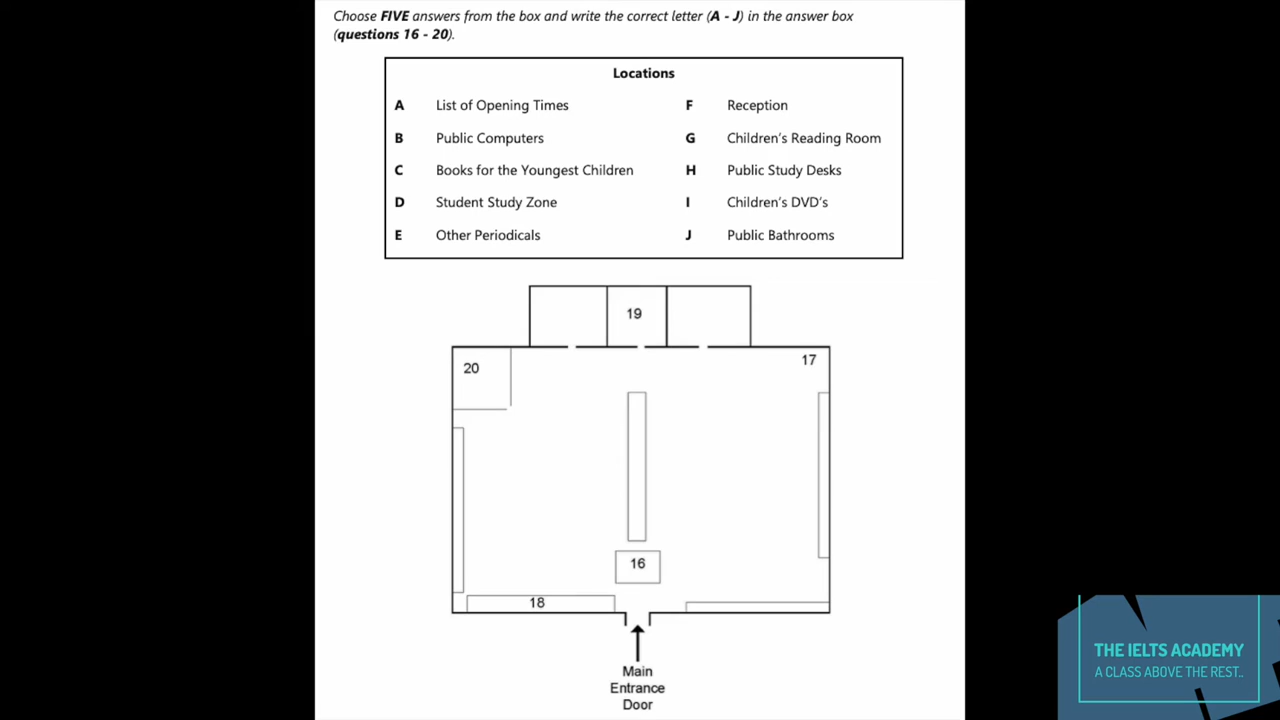 Choose FIVE answers from the box and write the correct letter (A - J) in the answer box
(questions 16 - 20).
Locations
A List of Opening Times F Reception
B Public Computers G Children's Reading Room
C Books for the Youngest Children H Public Study Desks
D Student Study Zone I Children's DVD's
E Other Periodicals J Public Bathrooms
19
20
17
16
18
Main
Entrance
Door
THE IELTS ACADEMY
A CLASS ABOVE THE REST..